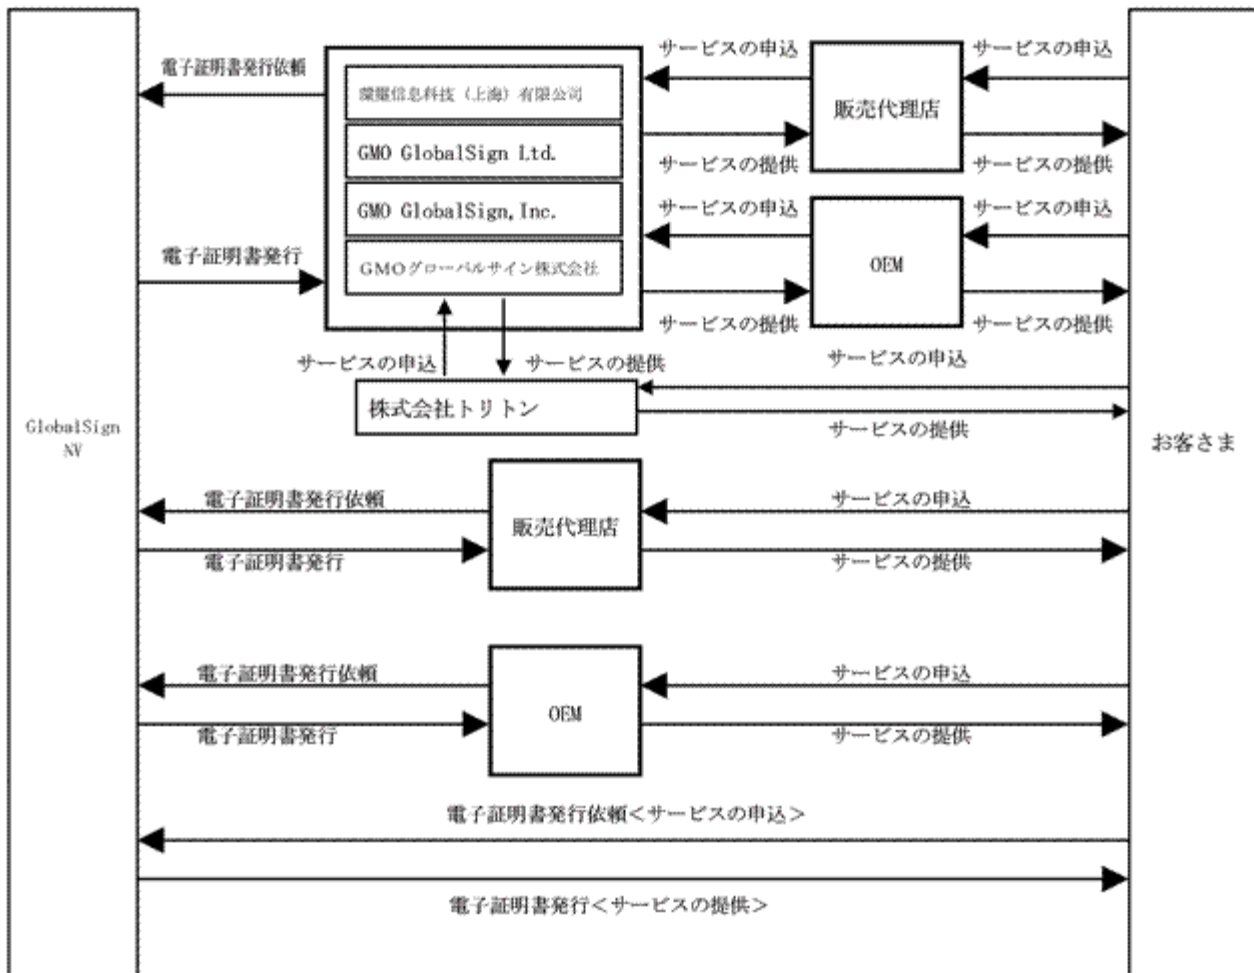 サービスの申込
サービスの申込
電子証明書発行依頼
信息科技（上海）有限公司
販売代理店
GMO GlobalSign Ltd.
サービスの提供
サービスの提供
GMO GlobalSign,Inc.
サービスの申込
サービスの申込
電子証明書発行
GMOグローバルサイン株式会社
OEM
サービスの提供
サービスの提供
サービスの申込
サービスの提供
サービスの申込
株式会社トリトン
サービスの提供
GlobalSign
NV
お客さま
電子証明書発行依頼
サービスの申込
販売代理店
電子証明書発行
サービスの提供
電子証明書発行依頼
サービスの申込
OEM
電子証明書発行
サービスの提供
電子証明書発行依頼＜サービスの申込＞
電子証明書発行＜サービスの提供＞